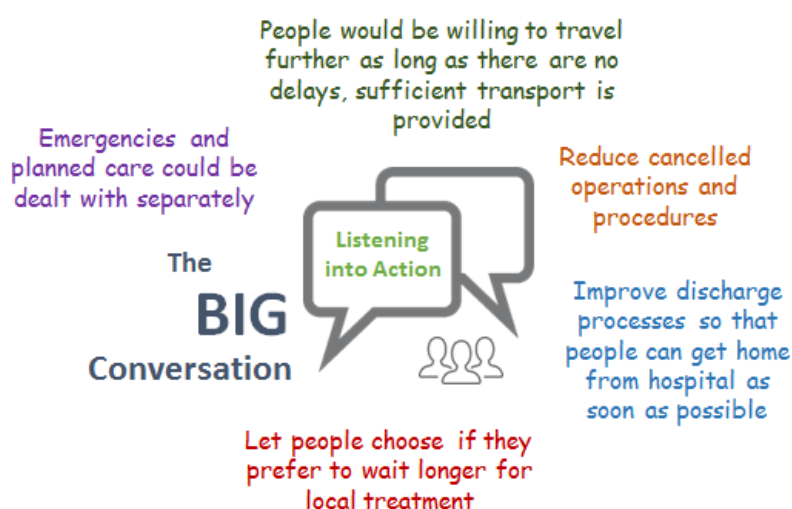 People would be willing to travel
further as long as there are no
delays, sufficient transport is
provided
Emergencies and
planned care could be
dealt with separately
Reduce cancelled
operations and
procedures
Listening
into Action
The
BIG
Conversation
Improve discharge
processes so that
people can get home
from hospital as
soon as possible
Let people choose if they
prefer to wait longer for
local treatment